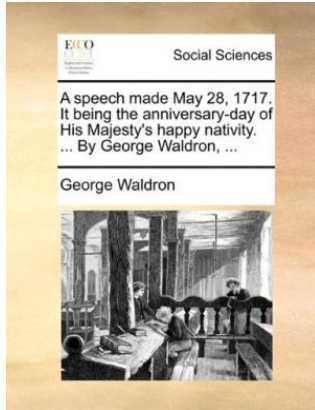 ECCO
Social Sciences
A speech made May 28, 1717.
It being the anniversary-day of
His Majesty's happy nativity.
... By George Waldron, ...
George Waldron